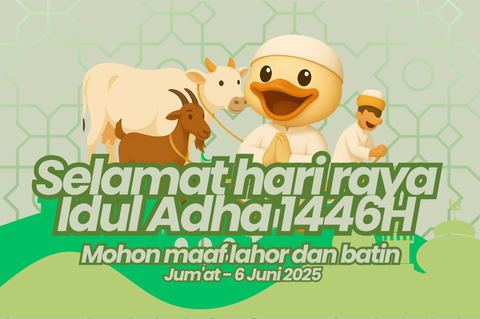 Selamat hari raya
Idul Adha 1446H
Mohon maaf lahor dan batin
Jum'at - 6 Juni 2025